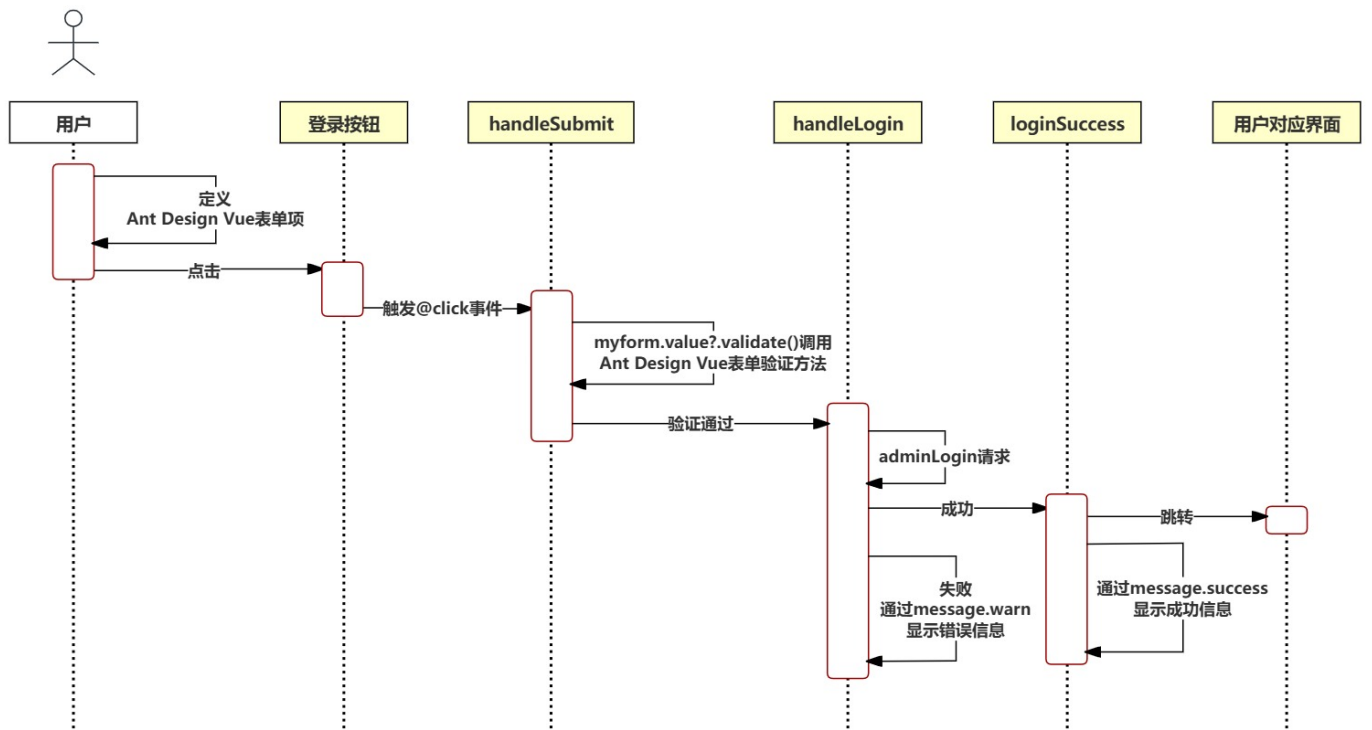 用户
登录按钮
handleSubmit
handleLogin
loginSuccess
用户对应界面
定义
Ant Design Vue表单项
点击
触发@click事件
myform.value?.validate()调用
Ant Design Vue表单验证方法
验证通过
adminLogin请求
成功
跳转
失败
通过message.warn
显示错误信息
通过message.success
显示成功信息